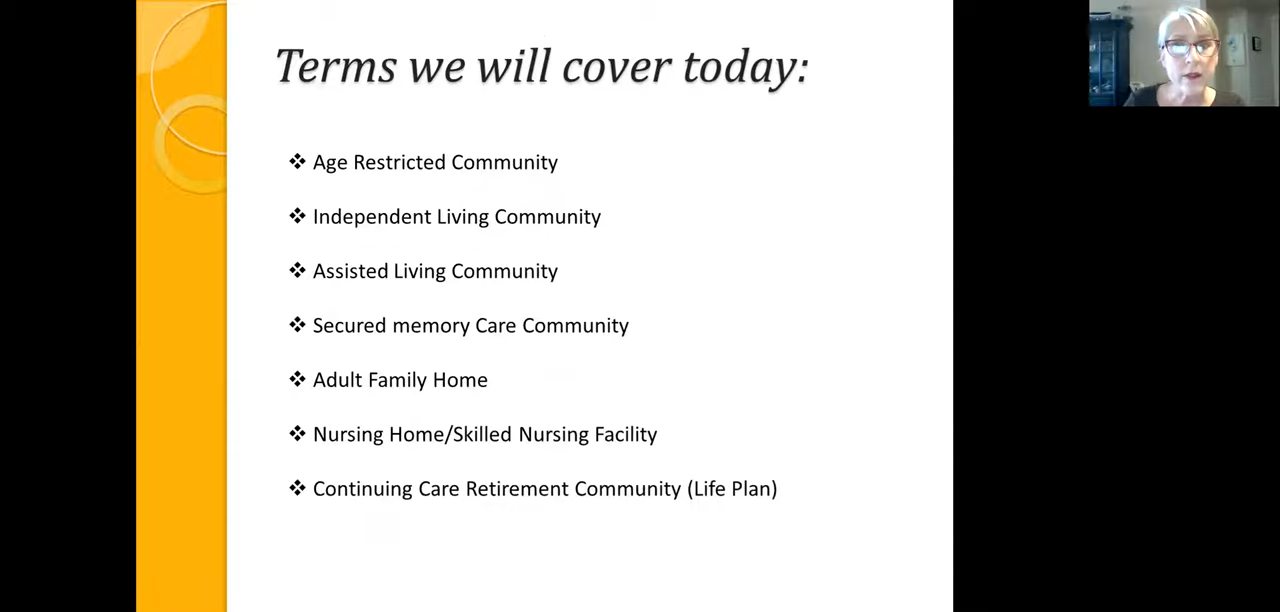 Terms we will cover today:
❖ Age Restricted Community
❖ Independent Living Community
❖ Assisted Living Community
❖ Secured memory Care Community
❖ Adult Family Home
❖ Nursing Home/Skilled Nursing Facility
❖ Continuing Care Retirement Community (Life Plan)